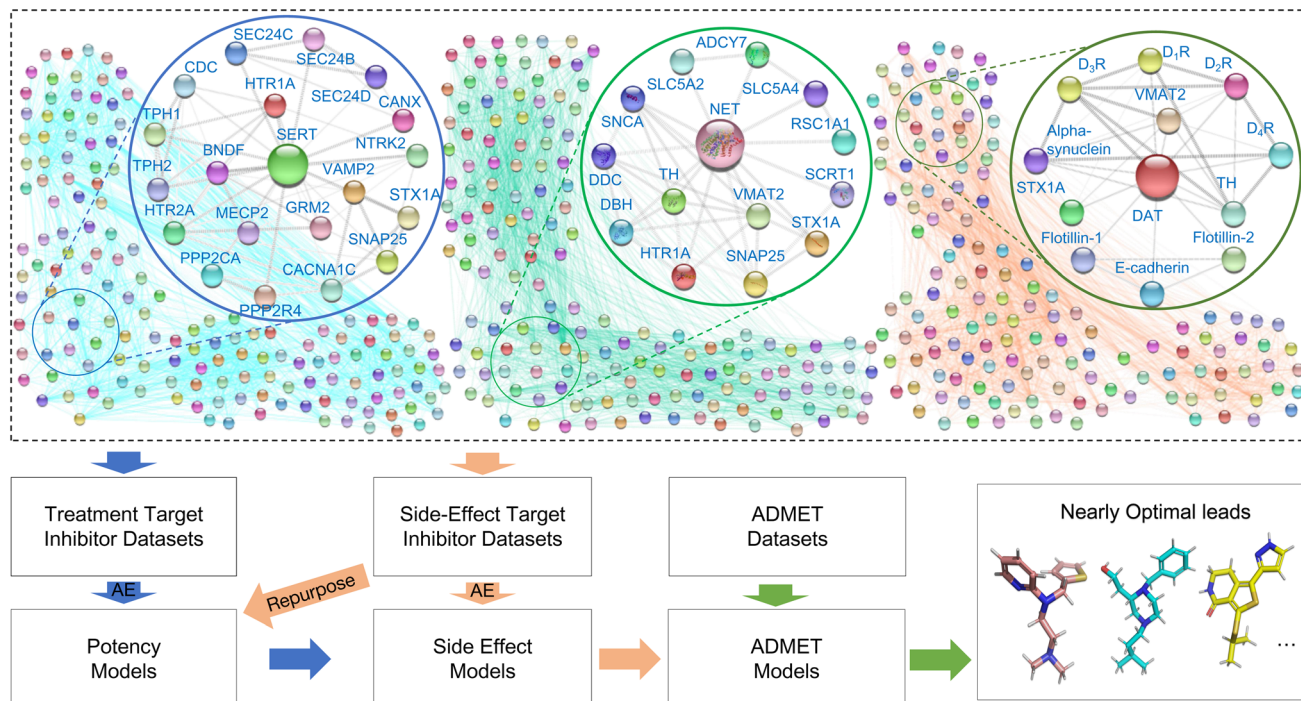 SEC24C
SEC24B
CDC
HTR1A
SEC24D
CANX
TPH1
SERT
NTRK2
TPH2
BNDF
VAMP2
STX1A
HTR2A
MECP2
GRM2
SNAP25
PPP2CA
CACNA1C
PPP2R4
ADCY7
SLC5A2
SLC5A4
NET
SNCA
RSC1A1
DDC
TH
SCRT1
DBH
VMAT2
STX1A
HTR1A
SNAP25
D₁R
D₃R
D₂R
VMAT2
Alpha-
synuclein
D₄R
STX1A
TH
DAT
Flotillin-1
Flotillin-2
E-cadherin
Treatment Target
Inhibitor Datasets
Side-Effect Target
Inhibitor Datasets
ADMET
Datasets
Nearly Optimal leads
AE
Repurpose
AE
Potency
Models
Side Effect
Models
ADMET
Models
...